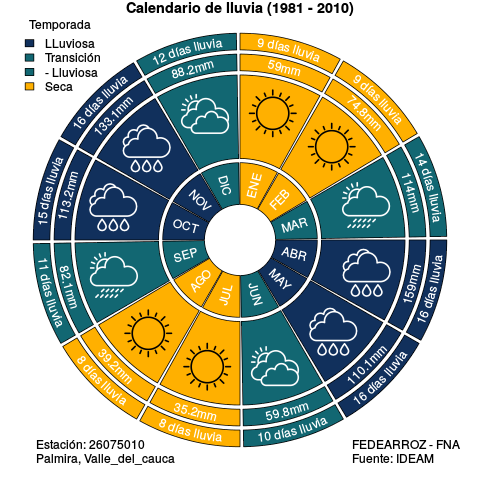 Calendario de lluvia (1981 - 2010)
Temporada
LLuviosa
Transición
- Lluviosa
Seca
9 días lluvia
59mm
ENE
9 días lluvia
74.8mm
FEB
14 días lluvia
114mm
MAR
16 días lluvia
159mm
ABR
16 días lluvia
110.1mm
MAY
10 días lluvia
59.8mm
JUN
8 días lluvia
35.2mm
JUL
8 días lluvia
39.2mm
AGO
11 días lluvia
82.1mm
SEP
15 días lluvia
113.2mm
OCT
16 días lluvia
133.1mm
NOV
12 días lluvia
88.2mm
DIC
Estación: 26075010
Palmira, Valle_del_cauca
FEDEARROZ - FNA
Fuente: IDEAM